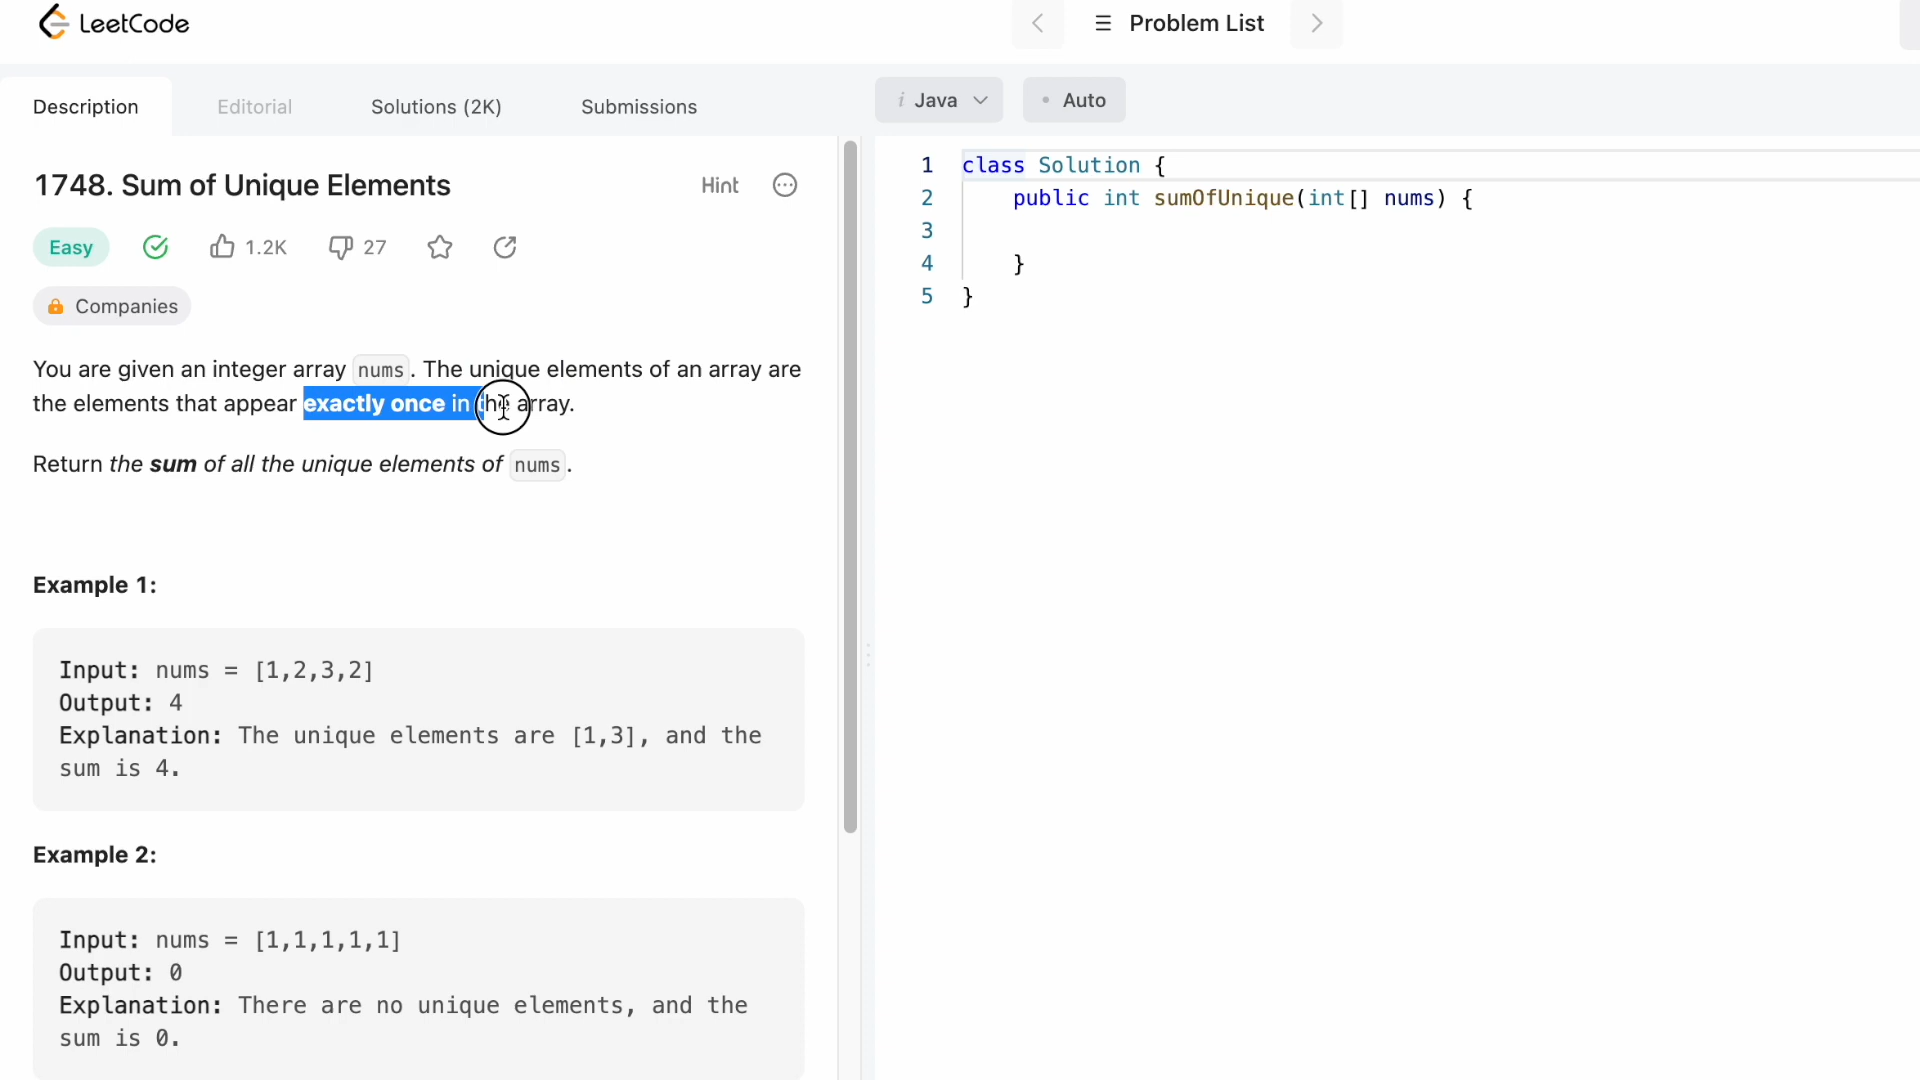 LeetCode
Problem List
Description
Editorial
Solutions (2K)
Submissions
i Java
• Auto
1748. Sum of Unique Elements
Hint
Easy
1.2K
27
Companies
You are given an integer array nums. The unique elements of an array are
the elements that appear exactly once in the array.
Return the sum of all the unique elements of nums.
Example 1:
Input: nums = [1,2,3,2]
Output: 4
Explanation: The unique elements are [1,3], and the
sum is 4.
Example 2:
Input: nums = [1,1,1,1,1]
Output: 0
Explanation: There are no unique elements, and the
sum is 0.
1 class Solution {
2     public int sumOfUnique(int[] nums) {
3
4     }
5 }